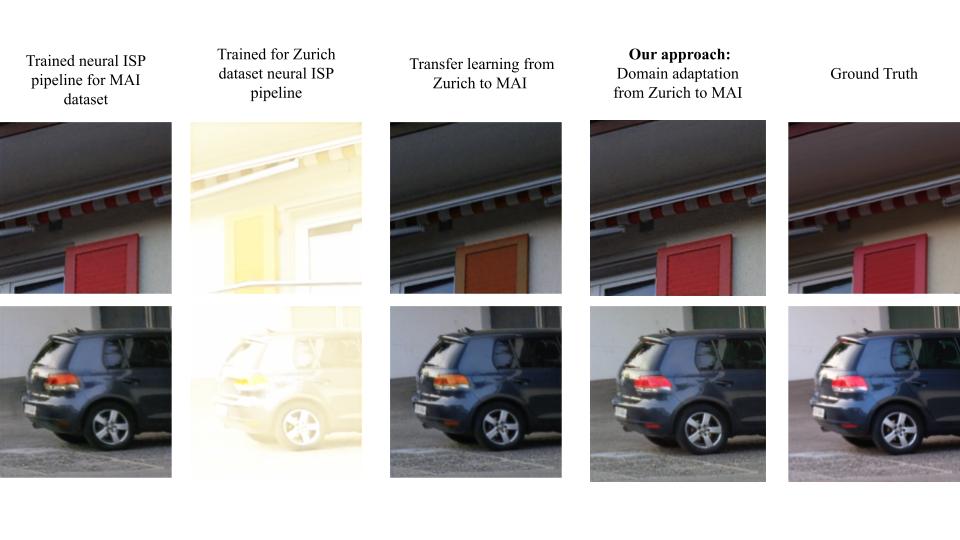 Trained neural ISP
pipeline for MAI
dataset
Trained for Zurich
dataset neural ISP
pipeline
Transfer learning from
Zurich to MAI
Our approach:
Domain adaptation
from Zurich to MAI
Ground Truth